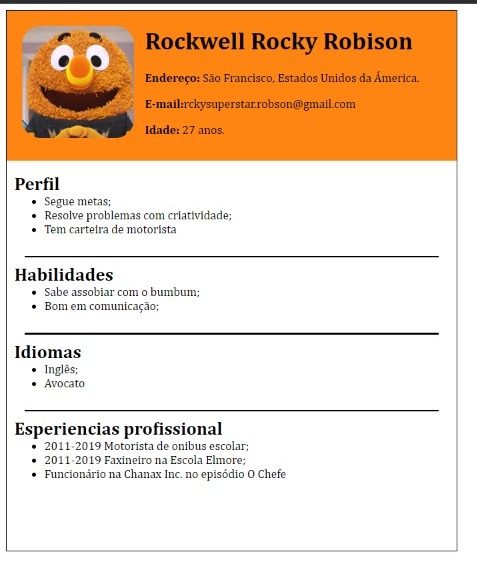 Rockwell Rocky Robison
Endereço: São Francisco, Estados Unidos da Ámerica.
E-mail:rckysuperstar.robson@gmail.com
Idade: 27 anos.
Perfil
Segue metas;
Resolve problemas com criatividade;
Tem carteira de motorista
Habilidades
Sabe assobiar com o bumbum;
Bom em comunicação;
Idiomas
Inglês;
Avocato
Esperiencias profissional
2011-2019 Motorista de onibus escolar;
2011-2019 Faxineiro na Escola Elmore;
Funcionário na Chanax Inc. no episódio O Chefe